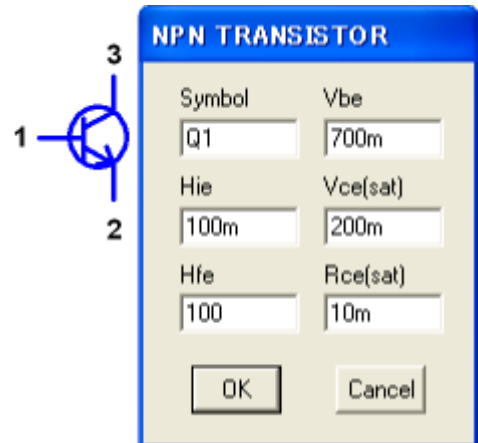 NPN TRANSISTOR
3
1
2
Symbol Vbe
Q1 700m
Hie Vce(sat)
100m 200m
Hfe Rce(sat)
100 10m
OK Cancel